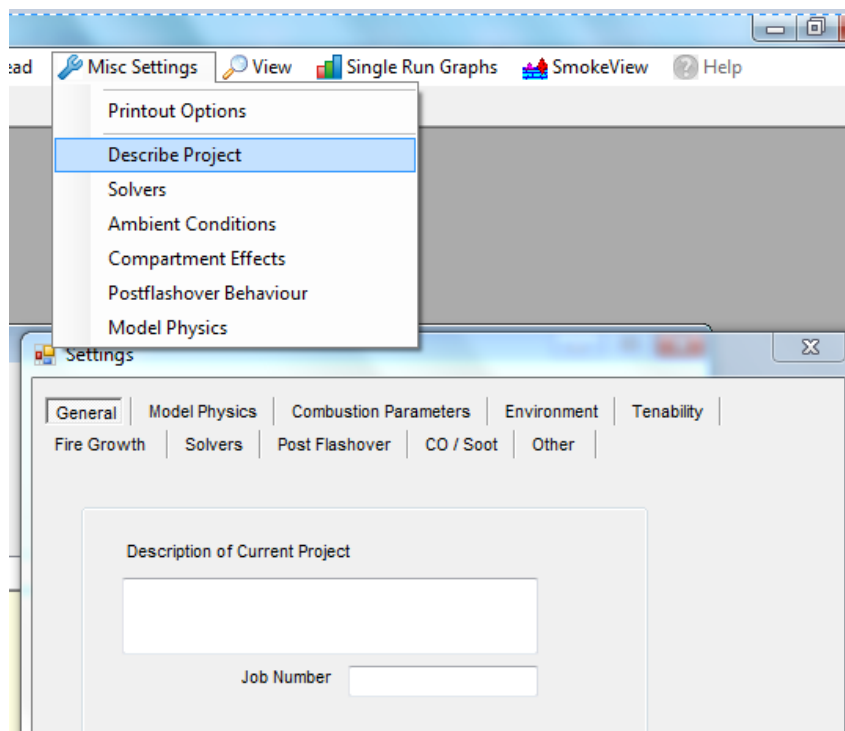 ead Misc Settings View Single Run Graphs SmokeView Help
Printout Options
Describe Project
Solvers
Ambient Conditions
Compartment Effects
Postflashover Behaviour
Model Physics
Settings
General Model Physics Combustion Parameters Environment Tenability
Fire Growth Solvers Post Flashover CO / Soot Other
Description of Current Project
Job Number